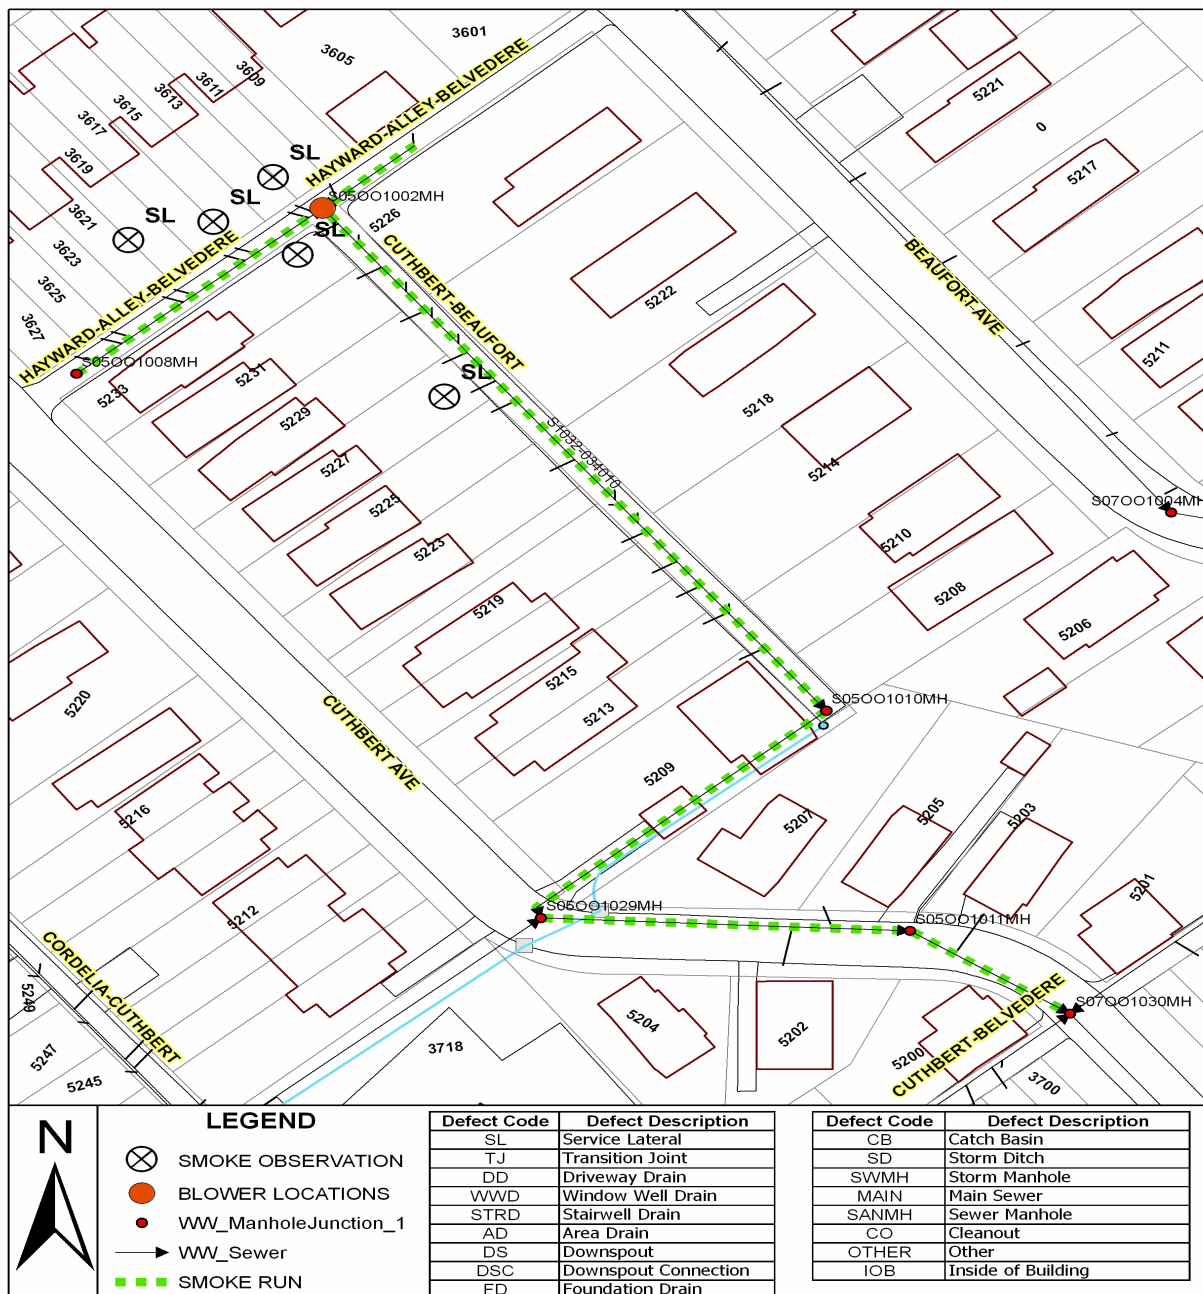 3601
3605
3609
3611
3613
3615
3617
3619
3621
3623
3625
3627
HAYWARD-ALLEY-BELVEDERE
SL
SL
SL
SL
S05OO1002MH
HAYWARD-ALLEY-BELVEDERE
S05OO1008MH
5226
CUTHBERT-BEAUFORT
5222
5221
0
5217
BEAUFORT-AVE
5211
5233
5231
5229
5227
5225
5223
SL
S1032-034010
5218
5214
S07OO1004MH
5210
5208
5206
5219
5215
5213
5220
CUTHBERT AVE
S05OO1010MH
5209
5216
5207
5205
5203
5201
5212
S05OO1029MH
S05OO1011MH
CORDELIA-CUTHBERT
5249
5247
5245
3718
5204
5202
5200
CUTHBERT-BELVEDERE
S07OO1030MH
3700
N
LEGEND
SMOKE OBSERVATION
BLOWER LOCATIONS
WW_ManholeJunction_1
WW_Sewer
SMOKE RUN
Defect Code Defect Description
SL Service Lateral
TJ Transition Joint
DD Driveway Drain
WWD Window Well Drain
STRD Stairwell Drain
AD Area Drain
DS Downspout
DSC Downspout Connection
FD Foundation Drain
Defect Code Defect Description
CB Catch Basin
SD Storm Ditch
SWMH Storm Manhole
MAIN Main Sewer
SANMH Sewer Manhole
CO Cleanout
OTHER Other
IOB Inside of Building